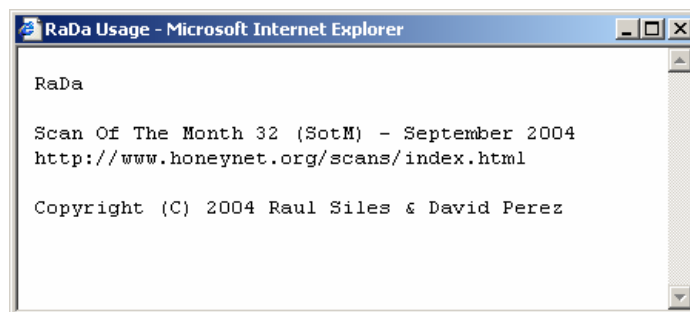 RaDa Usage - Microsoft Internet Explorer
RaDa
Scan Of The Month 32 (SotM) - September 2004
http://www.honeynet.org/scans/index.html
Copyright (C) 2004 Raul Siles & David Perez